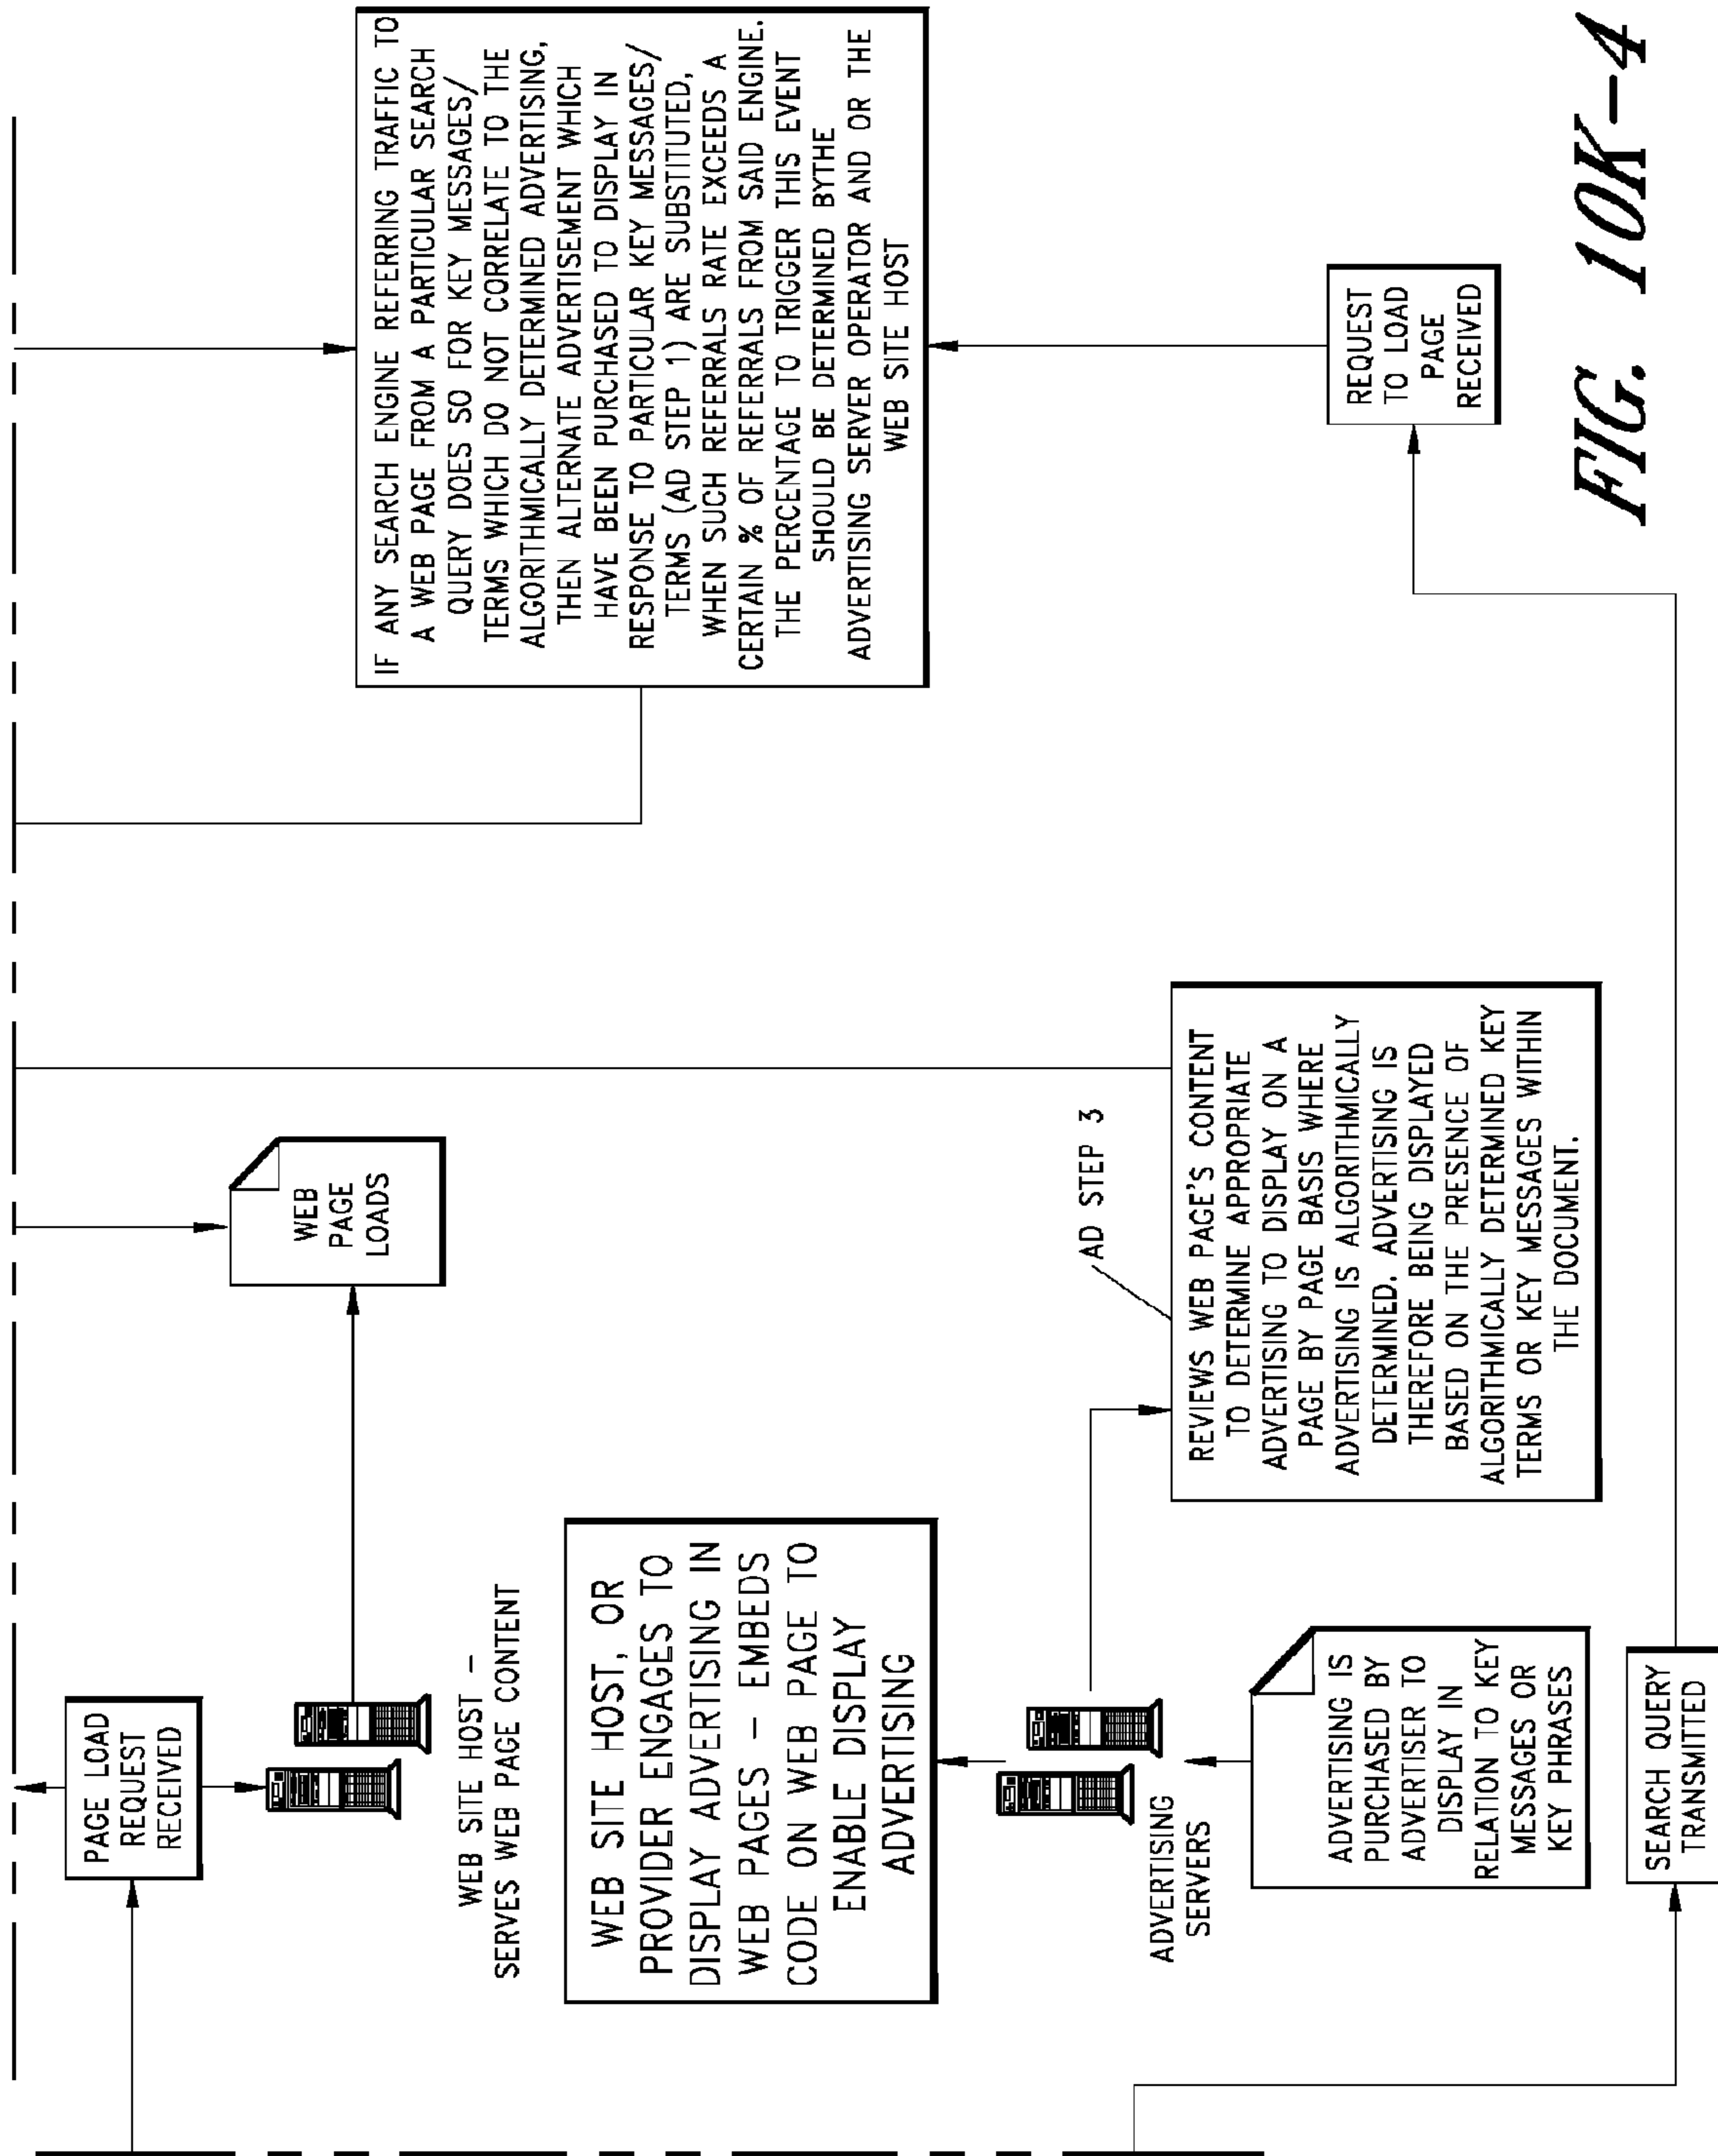 PAGE LOAD
REQUEST
RECEIVED
WEB SITE HOST –
SERVES WEB PAGE CONTENT
WEB
PAGE
LOADS
WEB SITE HOST, OR
PROVIDER ENGAGES TO
DISPLAY ADVERTISING IN
WEB PAGES – EMBEDS
CODE ON WEB PAGE TO
ENABLE DISPLAY
ADVERTISING
ADVERTISING
SERVERS
ADVERTISING IS
PURCHASED BY
ADVERTISER TO
DISPLAY IN
RELATION TO KEY
MESSAGES OR
KEY PHRASES
SEARCH QUERY
TRANSMITTED
AD STEP 3
REVIEWS WEB PAGE'S CONTENT
TO DETERMINE APPROPRIATE
ADVERTISING TO DISPLAY ON A
PAGE BY PAGE BASIS WHERE
ADVERTISING IS ALGORITHMICALLY
DETERMINED. ADVERTISING IS
THEREFORE BEING DISPLAYED
BASED ON THE PRESENCE OF
ALGORITHMICALLY DETERMINED KEY
TERMS OR KEY MESSAGES WITHIN
THE DOCUMENT.
IF ANY SEARCH ENGINE REFERRING TRAFFIC TO
A WEB PAGE FROM A PARTICULAR SEARCH
QUERY DOES SO FOR KEY MESSAGES/
TERMS WHICH DO NOT CORRELATE TO THE
ALGORITHMICALLY DETERMINED ADVERTISING,
THEN ALTERNATE ADVERTISEMENT WHICH
HAVE BEEN PURCHASED TO DISPLAY IN
RESPONSE TO PARTICULAR KEY MESSAGES/
TERMS (AD STEP 1) ARE SUBSTITUTED,
WHEN SUCH REFERRALS RATE EXCEEDS A
CERTAIN % OF REFERRALS FROM SAID ENGINE.
THE PERCENTAGE TO TRIGGER THIS EVENT
SHOULD BE DETERMINED BYTHE
ADVERTISING SERVER OPERATOR AND OR THE
WEB SITE HOST
REQUEST
TO LOAD
PAGE
RECEIVED
FIG. 10K-4